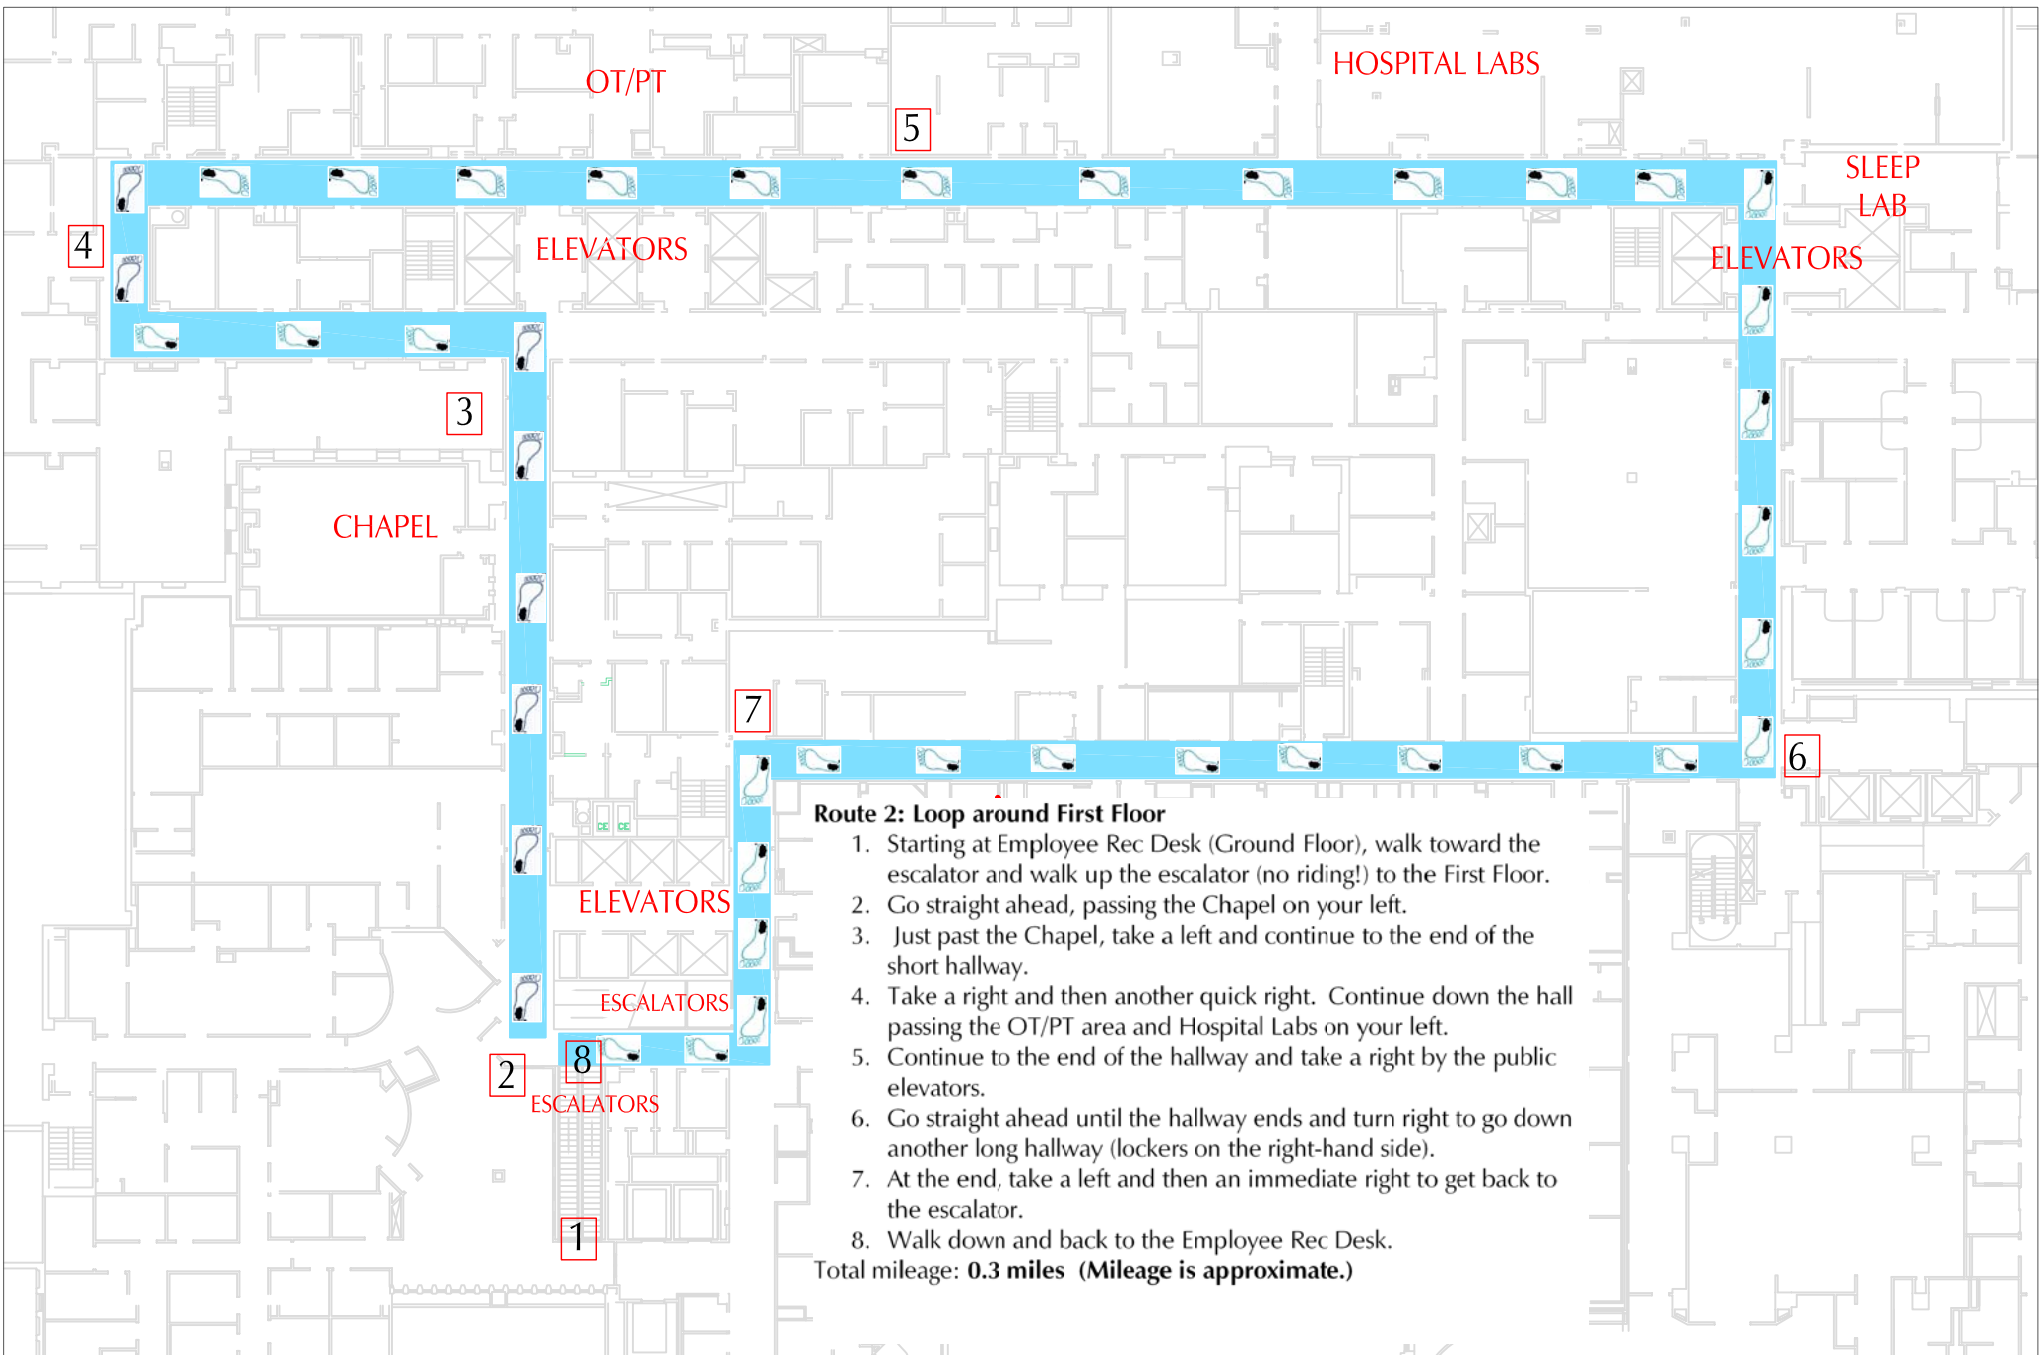 OT/PT
HOSPITAL LABS
5
SLEEP
LAB
4
ELEVATORS
ELEVATORS
3
CHAPEL
7
6
CE CE
ELEVATORS
ESCALATORS
8
2
ESCALATORS
1
Route 2: Loop around First Floor
1. Starting at Employee Rec Desk (Ground Floor), walk toward the
escalator and walk up the escalator (no riding!) to the First Floor.
2. Go straight ahead, passing the Chapel on your left.
3. Just past the Chapel, take a left and continue to the end of the
short hallway.
4. Take a right and then another quick right. Continue down the hall
passing the OT/PT area and Hospital Labs on your left.
5. Continue to the end of the hallway and take a right by the public
elevators.
6. Go straight ahead until the hallway ends and turn right to go down
another long hallway (lockers on the right-hand side).
7. At the end, take a left and then an immediate right to get back to
the escalator.
8. Walk down and back to the Employee Rec Desk.
Total mileage: 0.3 miles (Mileage is approximate.)